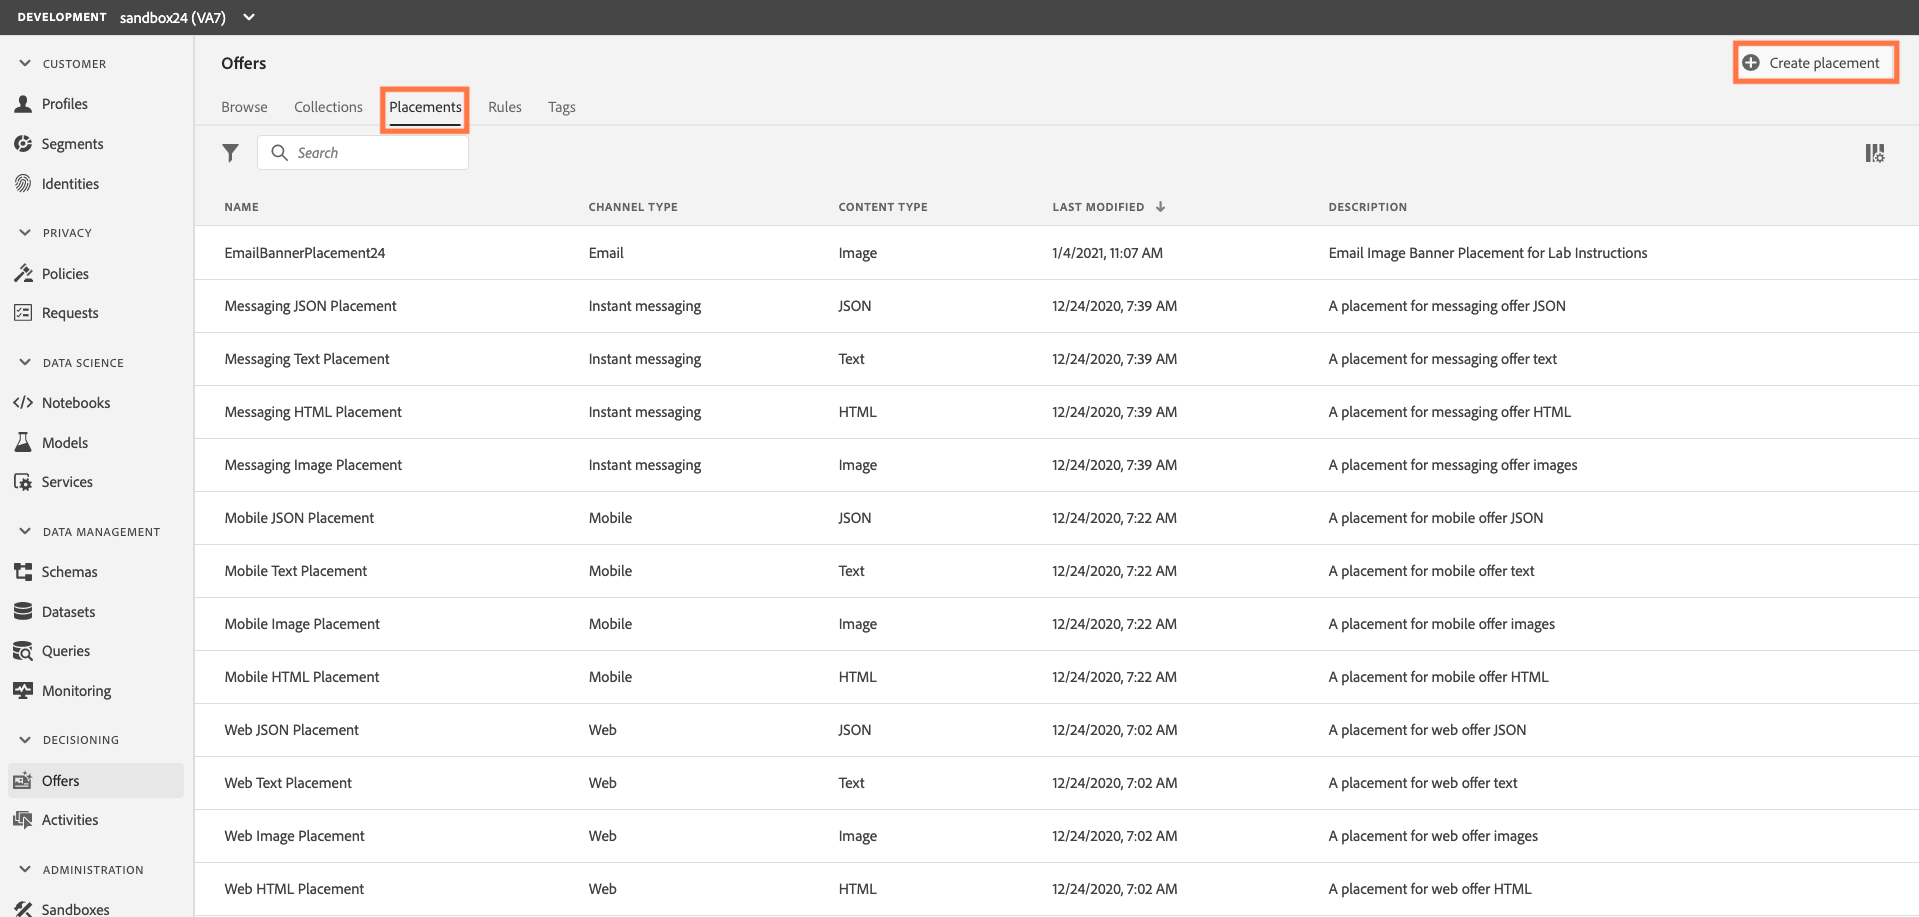 DEVELOPMENT sandbox24 (VA7)
CUSTOMER
Profiles
Segments
Identities
PRIVACY
Policies
Requests
DATA SCIENCE
Notebooks
Models
Services
DATA MANAGEMENT
Schemas
Datasets
Queries
Monitoring
DECISIONING
Offers
Activities
ADMINISTRATION
Sandboxes
Offers
Create placement
Browse Collections Placements Rules Tags
Search
NAME CHANNEL TYPE CONTENT TYPE LAST MODIFIED DESCRIPTION
EmailBannerPlacement24 Email Image 1/4/2021, 11:07 AM Email Image Banner Placement for Lab Instructions
Messaging JSON Placement Instant messaging JSON 12/24/2020, 7:39 AM A placement for messaging offer JSON
Messaging Text Placement Instant messaging Text 12/24/2020, 7:39 AM A placement for messaging offer text
Messaging HTML Placement Instant messaging HTML 12/24/2020, 7:39 AM A placement for messaging offer HTML
Messaging Image Placement Instant messaging Image 12/24/2020, 7:39 AM A placement for messaging offer images
Mobile JSON Placement Mobile JSON 12/24/2020, 7:22 AM A placement for mobile offer JSON
Mobile Text Placement Mobile Text 12/24/2020, 7:22 AM A placement for mobile offer text
Mobile Image Placement Mobile Image 12/24/2020, 7:22 AM A placement for mobile offer images
Mobile HTML Placement Mobile HTML 12/24/2020, 7:22 AM A placement for mobile offer HTML
Web JSON Placement Web JSON 12/24/2020, 7:02 AM A placement for web offer JSON
Web Text Placement Web Text 12/24/2020, 7:02 AM A placement for web offer text
Web Image Placement Web Image 12/24/2020, 7:02 AM A placement for web offer images
Web HTML Placement Web HTML 12/24/2020, 7:02 AM A placement for web offer HTML